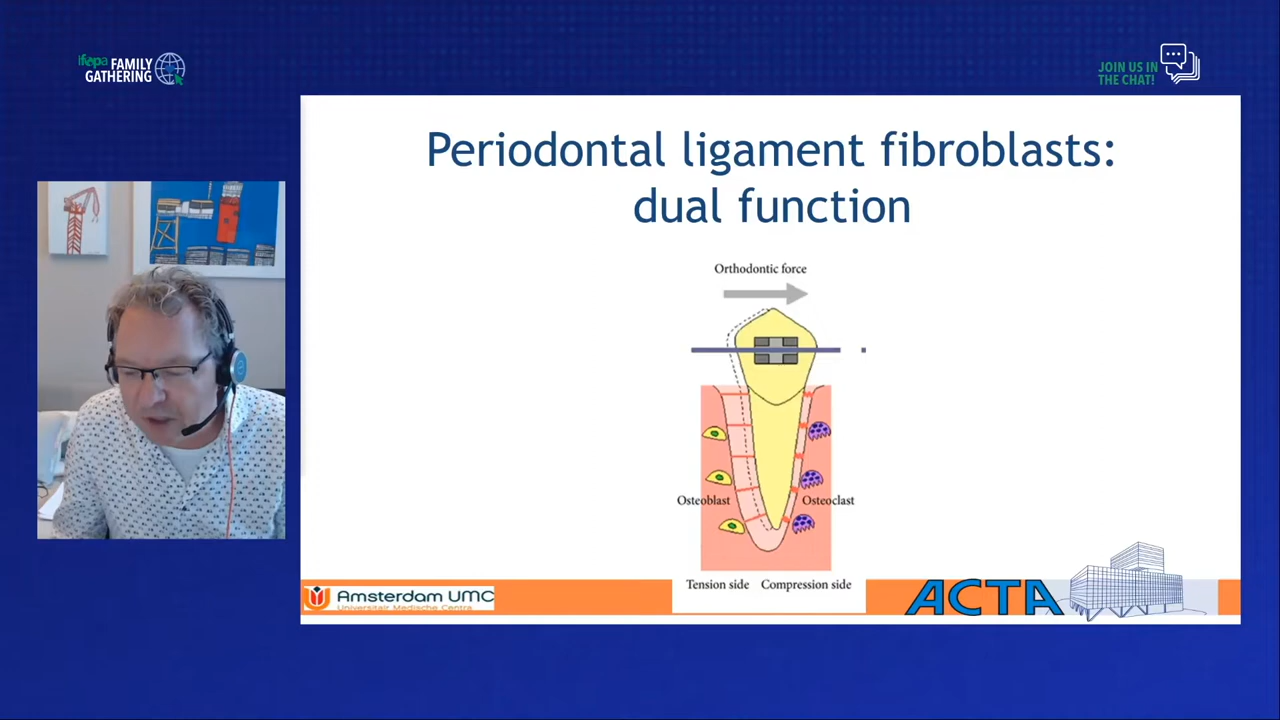 ifopa FAMILY
GATHERING
JOIN US IN
THE CHAT!
Periodontal ligament fibroblasts:
dual function
Orthodontic force
Osteoblast
Osteoclast
Tension side
Compression side
Amsterdam UMC
Universitair Medische Centra
ACTA